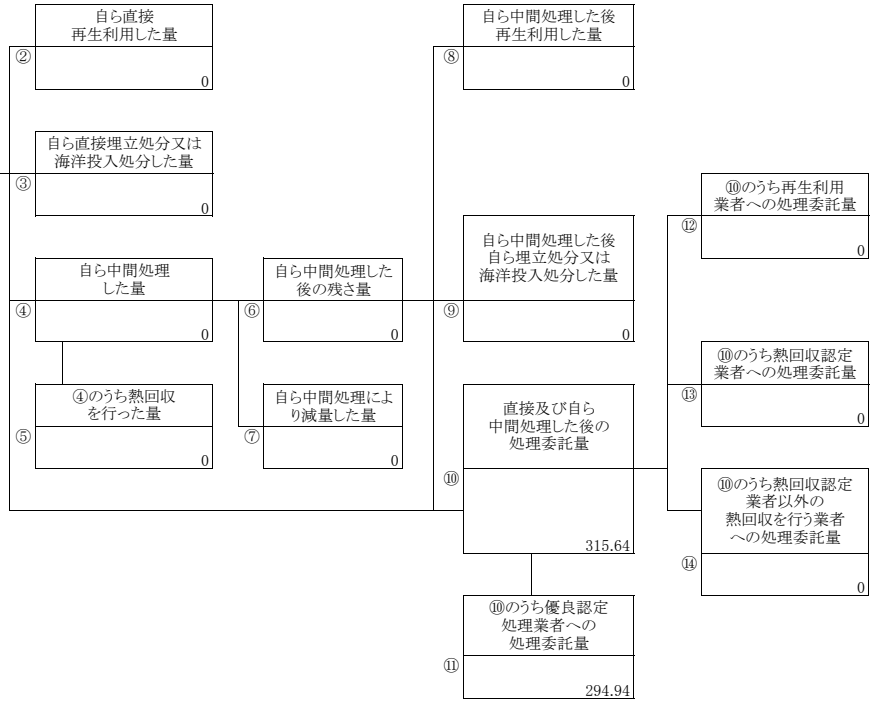 自ら直接
再生利用した量
②
0
自ら直接埋立処分又は
海洋投入処分した量
③
0
自ら中間処理
した量
④
0
④のうち熱回収
を行った量
⑤
0
自ら中間処理した
後の残さ量
⑥
0
自ら中間処理によ
り減量した量
⑦
0
自ら中間処理した後
再生利用した量
⑧
0
自ら中間処理した後
自ら埋立処分又は
海洋投入処分した量
⑨
0
直接及び自ら
中間処理した後の
処理委託量
⑩
315.64
⑩のうち優良認定
処理業者への
処理委託量
⑪
294.94
⑩のうち再生利用
業者への処理委託量
⑫
0
⑩のうち熱回収認定
業者への処理委託量
⑬
0
⑩のうち熱回収認定
業者以外の
熱回収を行う業者
への処理委託量
⑭
0